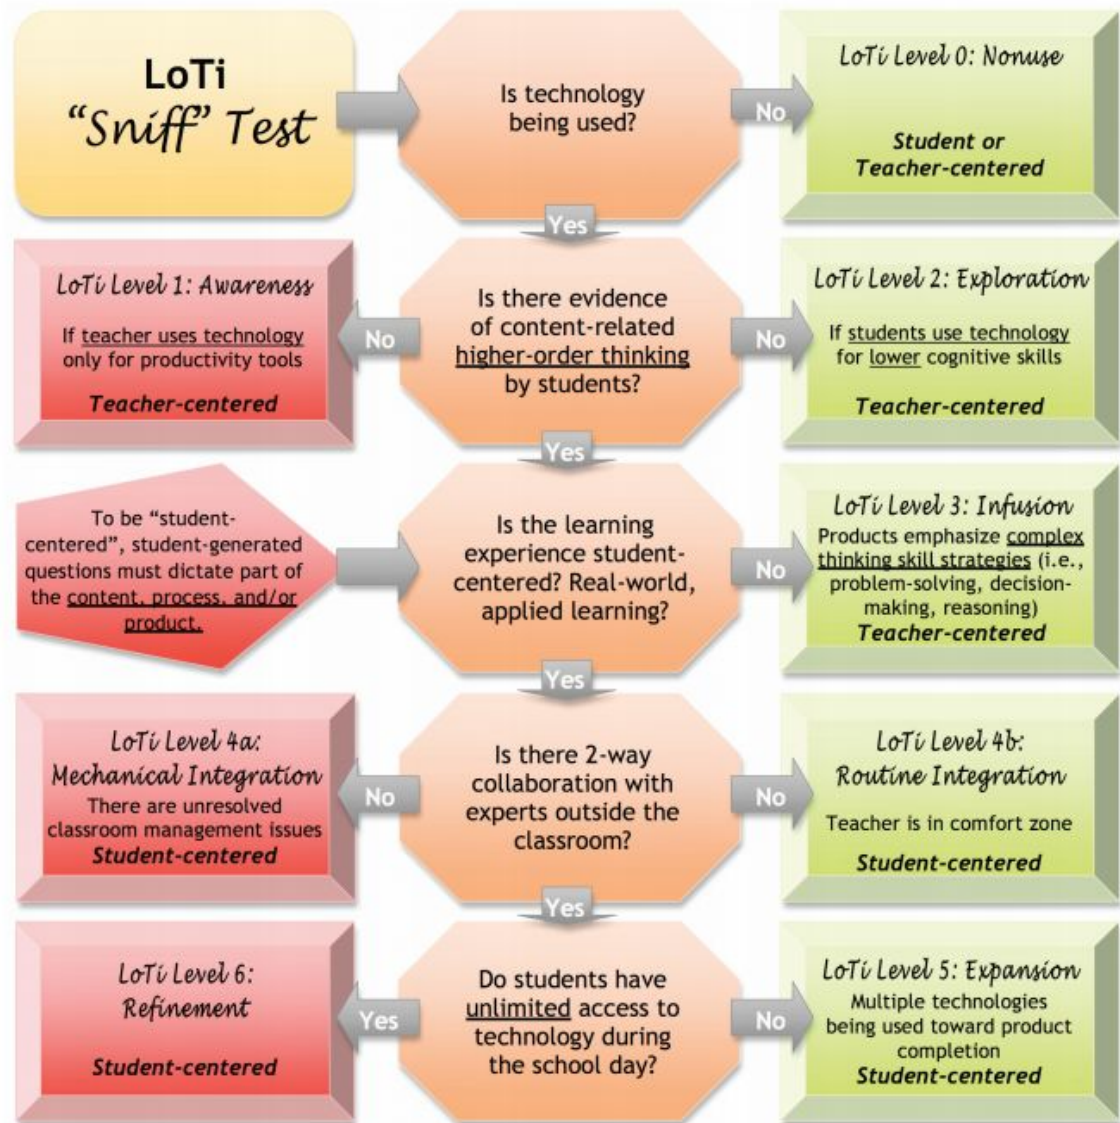 LoTi
“Sniff” Test
Is technology
being used?
No
LoTi Level 0: Nonuse
Student or
Teacher-centered
Yes
LoTi Level 1: Awareness
If teacher uses technology
only for productivity tools
Teacher-centered
No
Is there evidence
of content-related
higher-order thinking
by students?
No
LoTi Level 2: Exploration
If students use technology
for lower cognitive skills
Teacher-centered
Yes
To be “student-
centered”, student-generated
questions must dictate part of
the content, process, and/or
product.
Is the learning
experience student-
centered? Real-world,
applied learning?
No
LoTi Level 3: Infusion
Products emphasize complex
thinking skill strategies (i.e.,
problem-solving, decision-
making, reasoning)
Teacher-centered
Yes
LoTi Level 4a:
Mechanical Integration
There are unresolved
classroom management issues
Student-centered
No
Is there 2-way
collaboration with
experts outside the
classroom?
No
LoTi Level 4b:
Routine Integration
Teacher is in comfort zone
Student-centered
Yes
LoTi Level 6:
Refinement
Student-centered
Yes
Do students have
unlimited access to
technology during
the school day?
No
LoTi Level 5: Expansion
Multiple technologies
being used toward product
completion
Student-centered